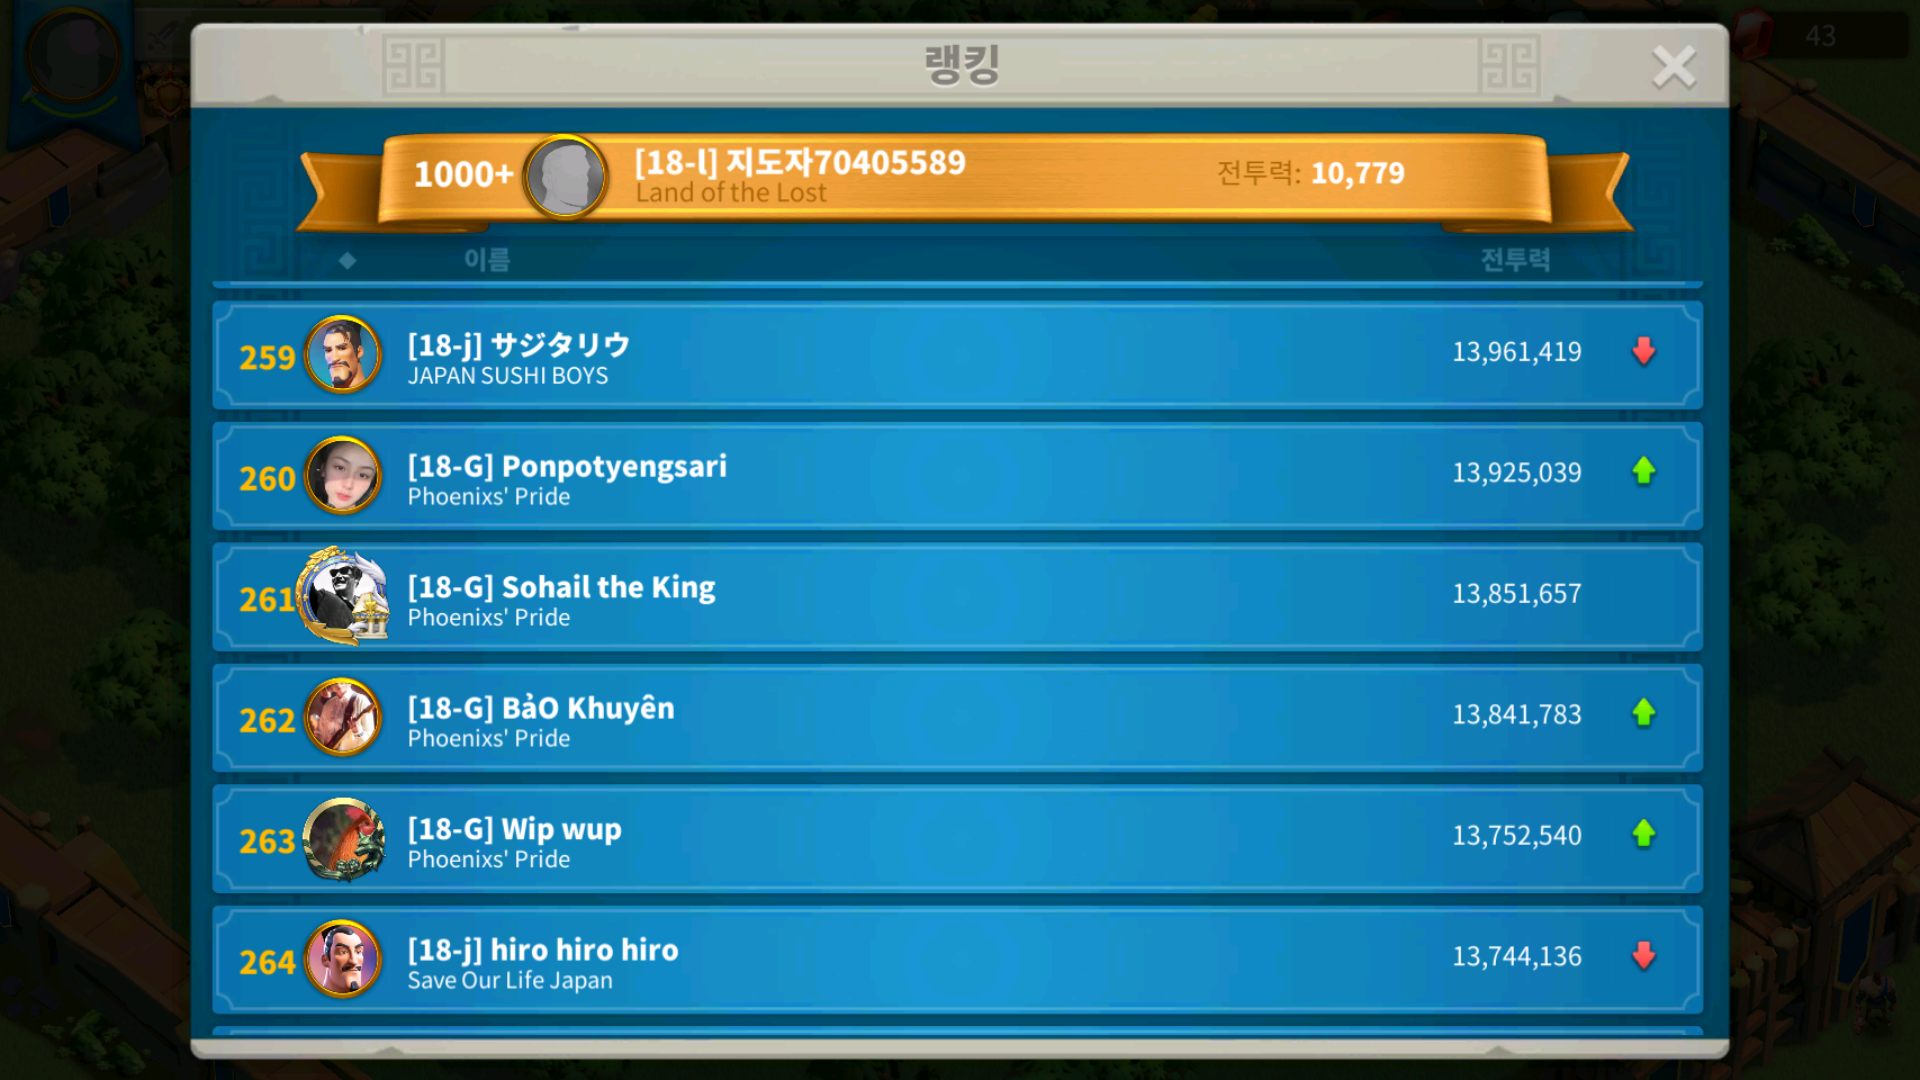 43
랭킹
1000+
[18-l] 지도자70405589
Land of the Lost
전투력: 10,779
이름
전투력
259
[18-j] サジタリウ
JAPAN SUSHI BOYS
13,961,419
260
[18-G] Ponpotyengsari
Phoenixs' Pride
13,925,039
261
[18-G] Sohail the King
Phoenixs' Pride
13,851,657
262
[18-G] BảO Khuyên
Phoenixs' Pride
13,841,783
263
[18-G] Wip wup
Phoenixs' Pride
13,752,540
264
[18-j] hiro hiro hiro
Save Our Life Japan
13,744,136